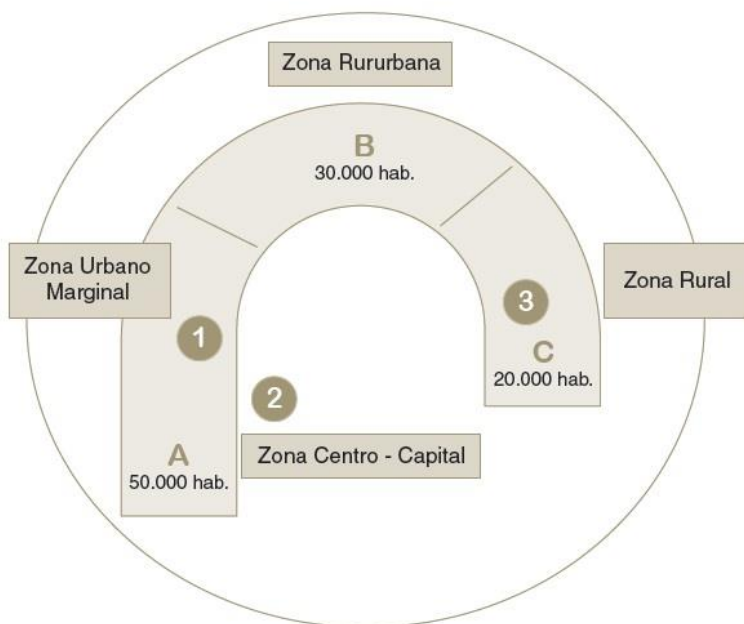 Zona Rururbana
B
30.000 hab.
Zona Urbano
Marginal
Zona Rural
3
1
C
20.000 hab.
2
A
50.000 hab.
Zona Centro - Capital